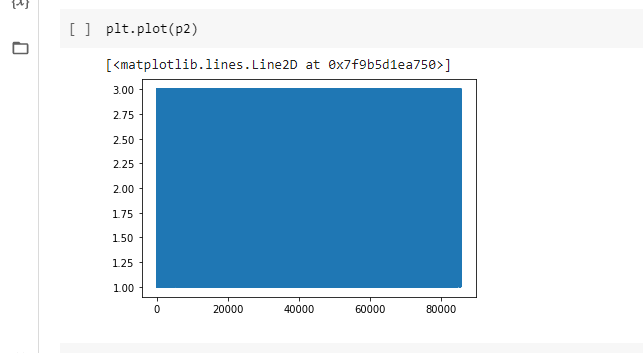 {x}
[ ] plt.plot(p2)
[<matplotlib.lines.Line2D at 0x7f9b5d1ea750>]
3.00
2.75
2.50
2.25
2.00
1.75
1.50
1.25
1.00
0 20000 40000 60000 80000